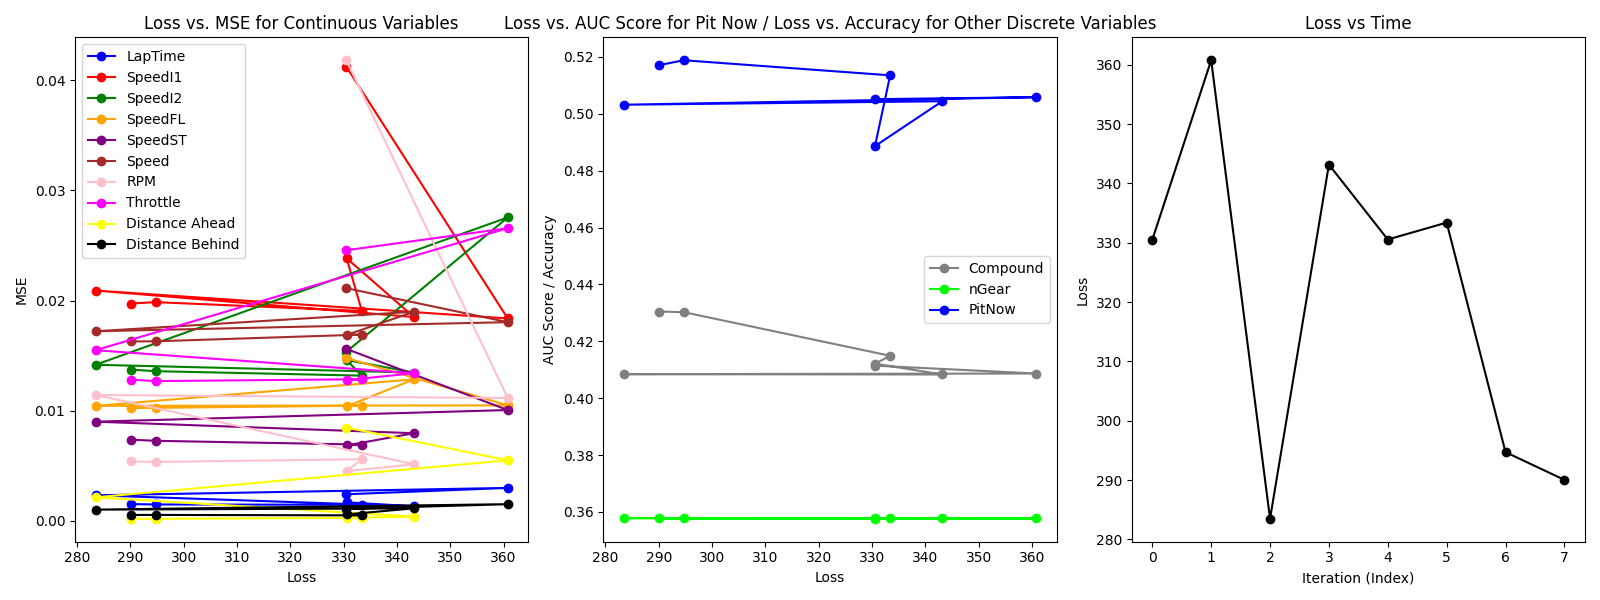 Loss vs. MSE for Continuous Variables
MSE
0.04
0.03
0.02
0.01
0.00
LapTime
SpeedI1
SpeedI2
SpeedFL
SpeedST
Speed
RPM
Throttle
Distance Ahead
Distance Behind
280 290 300 310 320 330 340 350 360
Loss
Loss vs. AUC Score for Pit Now / Loss vs. Accuracy for Other Discrete Variables
AUC Score / Accuracy
0.52
0.50
0.48
0.46
0.44
0.42
0.40
0.38
0.36
Compound
nGear
PitNow
280 290 300 310 320 330 340 350 360
Loss
Loss vs Time
Loss
360
350
340
330
320
310
300
290
280
0 1 2 3 4 5 6 7
Iteration (Index)